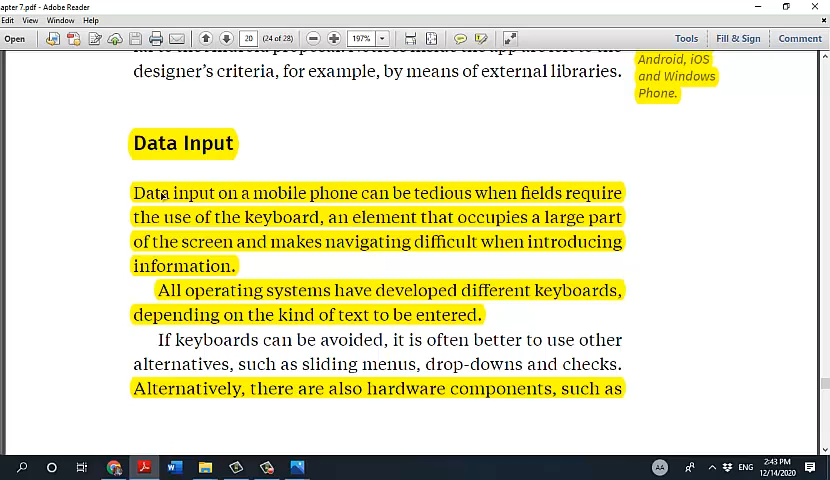 apter 7.pdf - Adobe Reader
Edit View Window Help
Open 20 (24 of 28) 197% Tools Fill & Sign Comment
designer's criteria, for example, by means of external libraries.
Android, iOS
and Windows
Phone.
Data Input
Data input on a mobile phone can be tedious when fields require
the use of the keyboard, an element that occupies a large part
of the screen and makes navigating difficult when introducing
information.
All operating systems have developed different keyboards,
depending on the kind of text to be entered.
If keyboards can be avoided, it is often better to use other
alternatives, such as sliding menus, drop-downs and checks.
Alternatively, there are also hardware components, such as
AA ENG 2:43 PM
12/14/2020